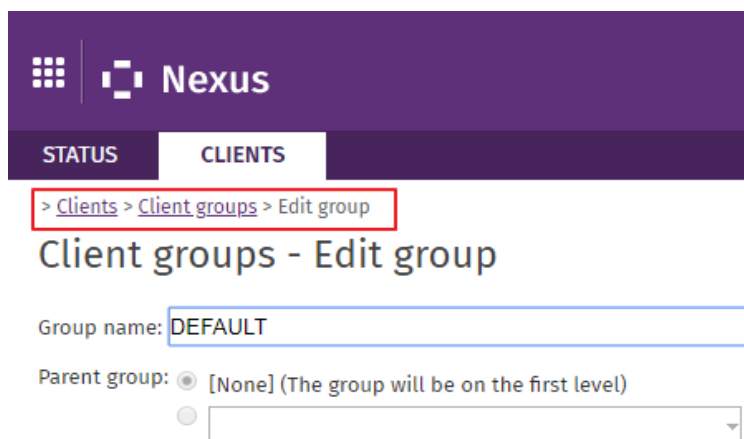 Nexus
STATUS CLIENTS
> Clients > Client groups > Edit group
Client groups - Edit group
Group name: DEFAULT
Parent group: [None] (The group will be on the first level)